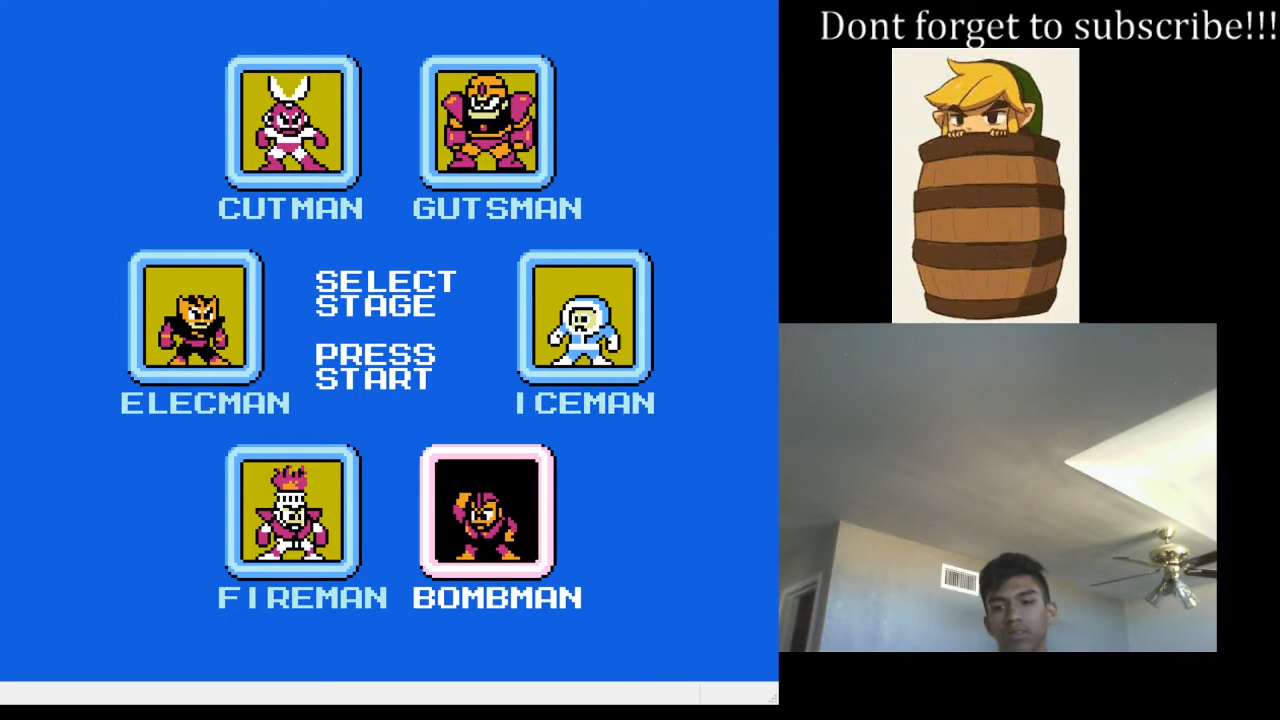 Dont forget to subscribe!!!
CUTMAN GUTSMAN
SELECT
STAGE
PRESS
START
ELECMAN ICEMAN
FIREMAN BOMBMAN